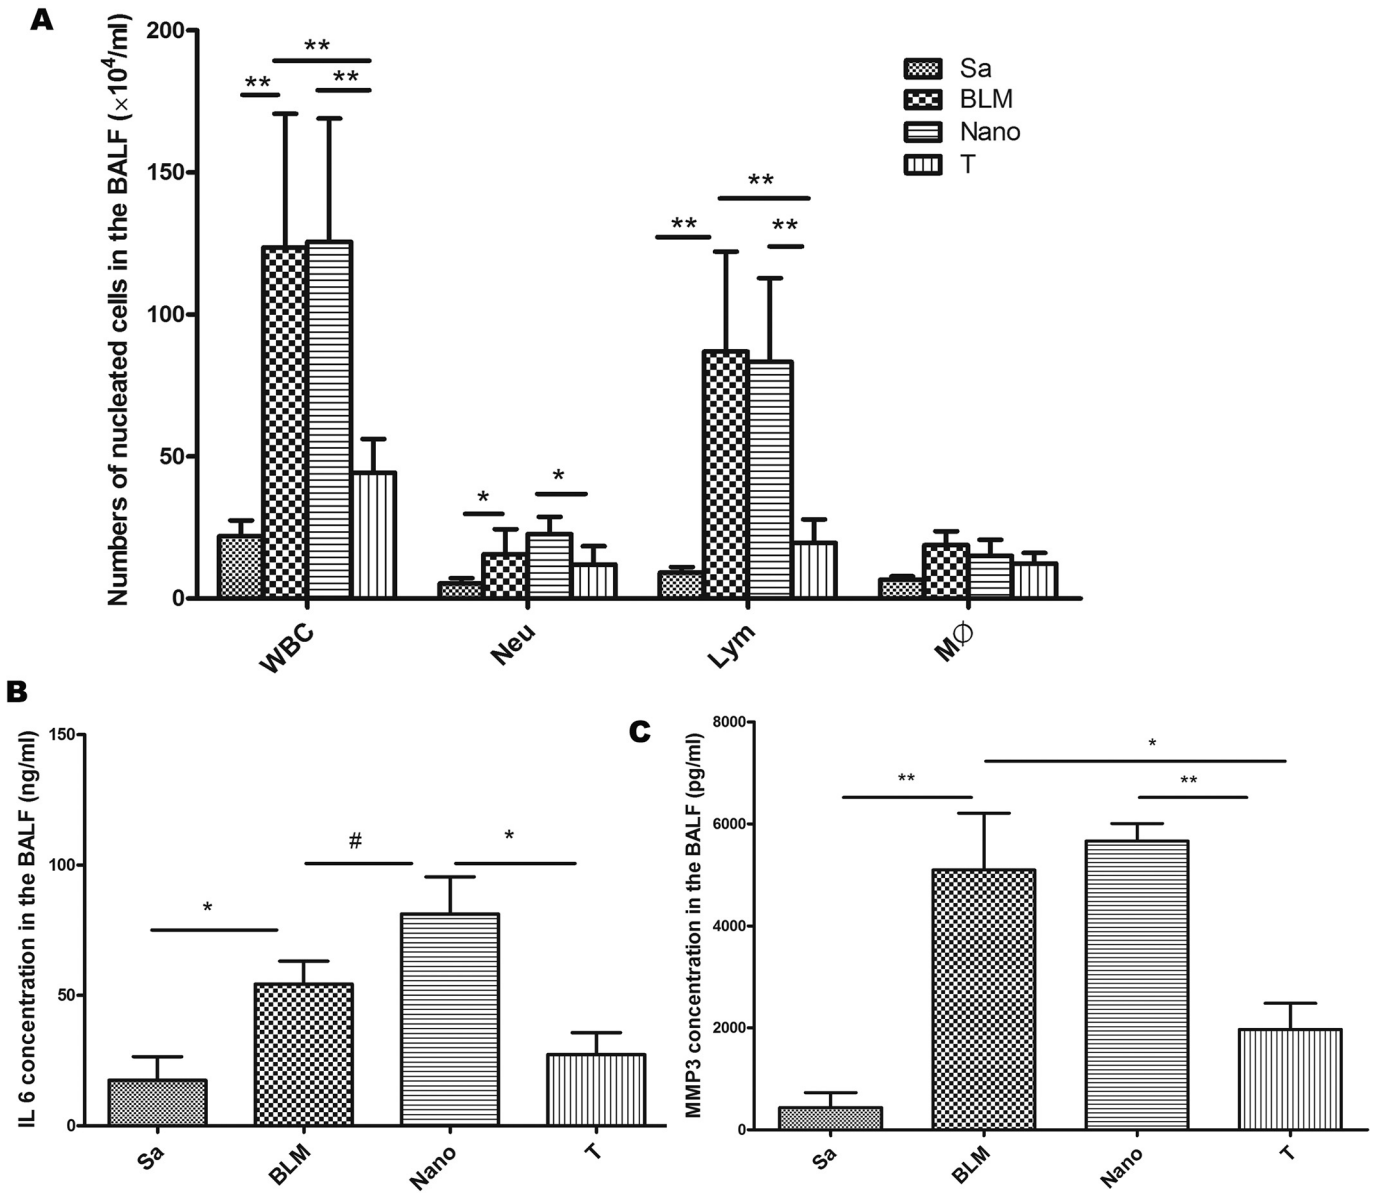 A
Numbers of nucleated cells in the BALF (×10⁴/ml)
200
150
100
50
0
**
**
**
*
*
**
**
**
Sa
BLM
Nano
T
WBC
Neu
Lym
MΦ
B
IL 6 concentration in the BALF (ng/ml)
150
100
50
0
*
#
*
Sa
BLM
Nano
T
C
MMP3 concentration in the BALF (pg/ml)
8000
6000
4000
2000
0
**
*
**
Sa
BLM
Nano
T